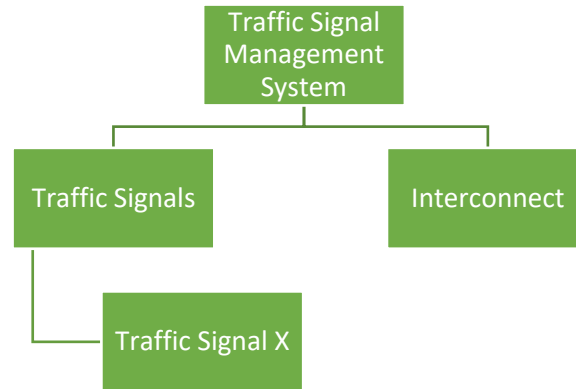 Traffic Signal
Management
System
Traffic Signals
Interconnect
Traffic Signal X